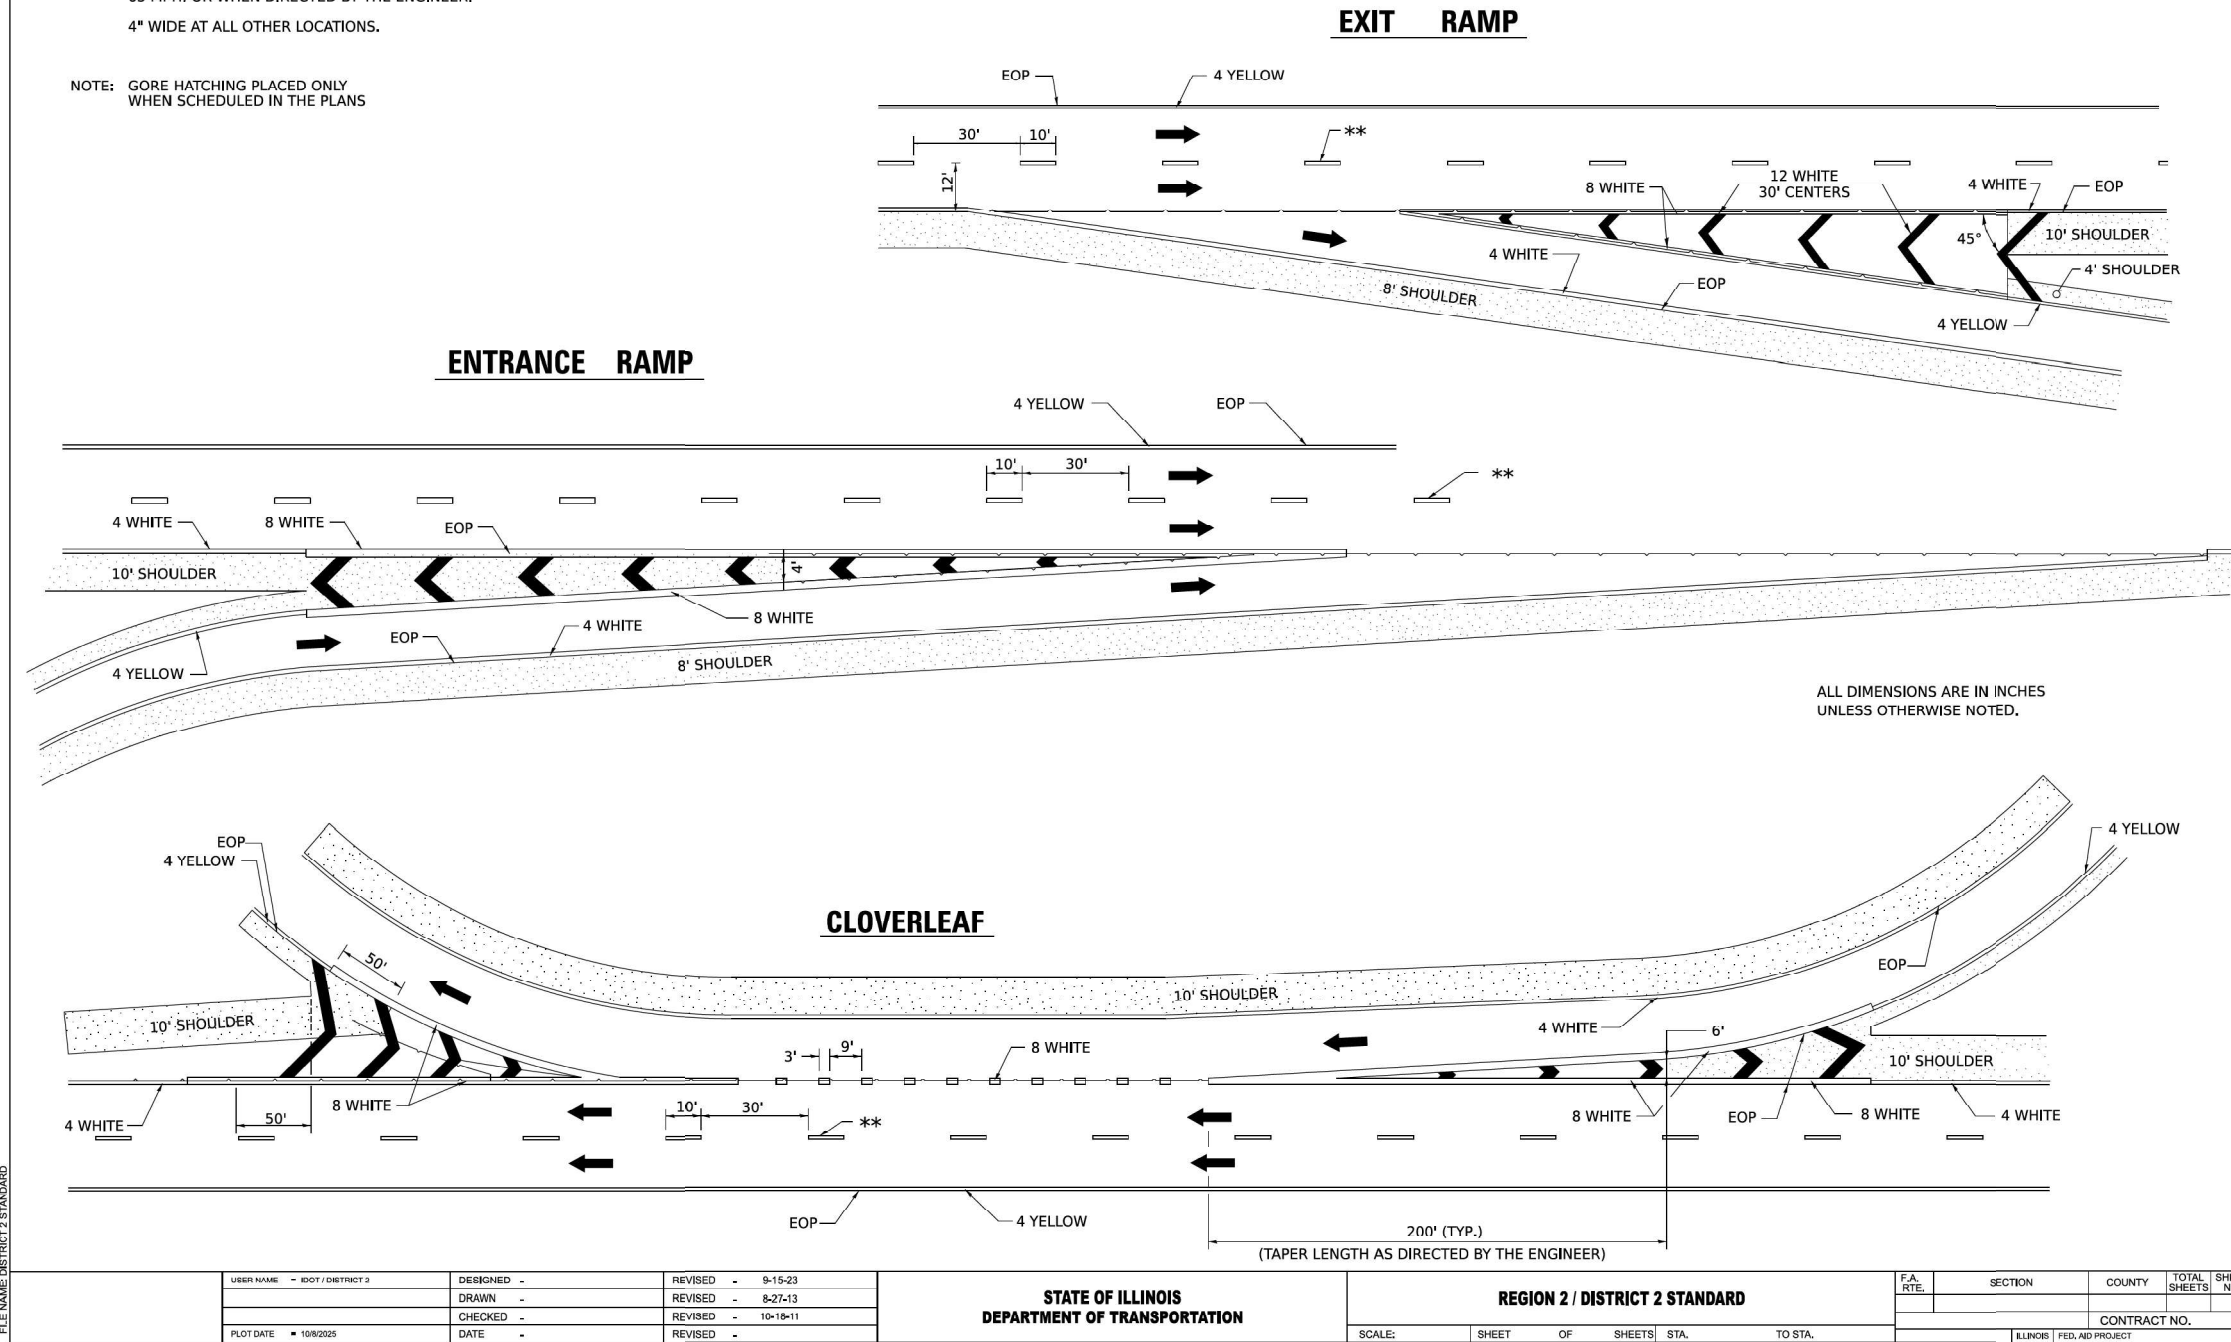 4" WIDE AT ALL OTHER LOCATIONS.
NOTE: GORE HATCHING PLACED ONLY
WHEN SCHEDULED IN THE PLANS
EXIT RAMP
EOP
4 YELLOW
30'
10'
**
12'
8 WHITE
12 WHITE
30' CENTERS
4 WHITE
EOP
45°
10' SHOULDER
4 WHITE
4' SHOULDER
8' SHOULDER
EOP
4 YELLOW
ENTRANCE RAMP
4 YELLOW
EOP
10'
30'
**
4 WHITE
8 WHITE
EOP
10' SHOULDER
4'
8 WHITE
4 WHITE
EOP
8' SHOULDER
4 YELLOW
ALL DIMENSIONS ARE IN INCHES
UNLESS OTHERWISE NOTED.
CLOVERLEAF
EOP
4 YELLOW
4 YELLOW
50'
EOP
10' SHOULDER
10' SHOULDER
4 WHITE
6'
3'
9'
8 WHITE
10' SHOULDER
8 WHITE
4 WHITE
50'
10'
30'
**
8 WHITE
EOP
8 WHITE
4 WHITE
EOP
4 YELLOW
200' (TYP.)
(TAPER LENGTH AS DIRECTED BY THE ENGINEER)
FILE NAME: DISTRICT 2 STANDARD
USER NAME = IDOT / DISTRICT 2
DESIGNED -
REVISED - 9-15-23
DRAWN -
REVISED - 8-27-13
CHECKED -
REVISED - 10-18-11
PLOT DATE = 10/8/2025
DATE -
REVISED -
STATE OF ILLINOIS
DEPARTMENT OF TRANSPORTATION
REGION 2 / DISTRICT 2 STANDARD
SCALE: SHEET OF SHEETS STA. TO STA.
F.A.
RTE.
SECTION
COUNTY
TOTAL
SHEETS
CONTRACT NO.
ILLINOIS FED. AID PROJECT